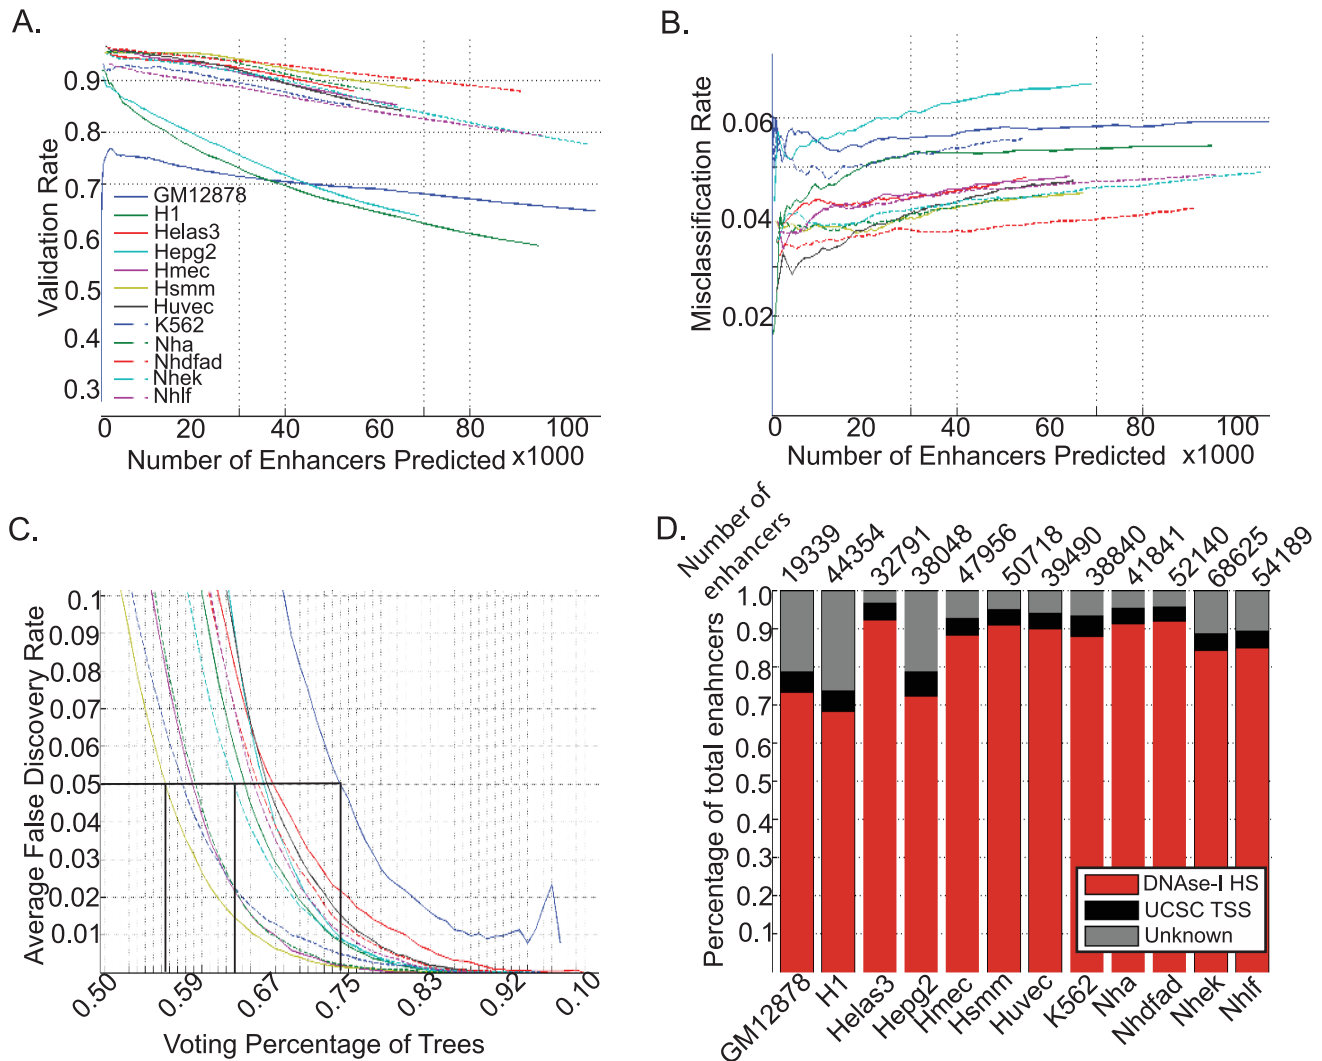 A.
0.9
0.8
0.7
0.6
0.5
0.4
0.3
Validation Rate
GM12878
H1
Helas3
Hepg2
Hmec
Hsmm
Huvec
K562
Nha
Nhdfad
Nhek
Nhlf
0 20 40 60 80 100
Number of Enhancers Predicted x1000
B.
0.06
0.04
0.02
Misclassification Rate
0 20 40 60 80 100
Number of Enhancers Predicted x1000
C.
0.1
0.09
0.08
0.07
0.06
0.05
0.04
0.03
0.02
0.01
Average False Discovery Rate
0.50 0.59 0.67 0.75 0.83 0.92 0.10
Voting Percentage of Trees
D.
Number of
enhancers
19339 44354 32791 38048 47956 50718 39490 38840 41841 52140 68625 54189
1.0
0.9
0.8
0.7
0.6
0.5
0.4
0.3
0.2
0.1
Percentage of total enahncers
DNAse-I HS
UCSC TSS
Unknown
GM12878 H1 Helas3 Hepg2 Hmec Hsmm Huvec K562 Nha Nhdfad Nhek Nhlf